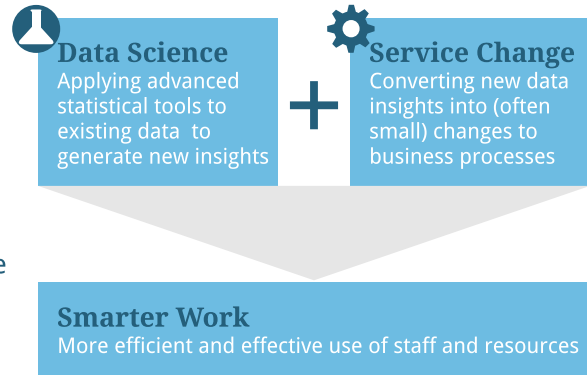 Data Science
Applying advanced
statistical tools to
existing data to
generate new insights
+
Service Change
Converting new data
insights into (often
small) changes to
business processes
e
Smarter Work
More efficient and effective use of staff and resources